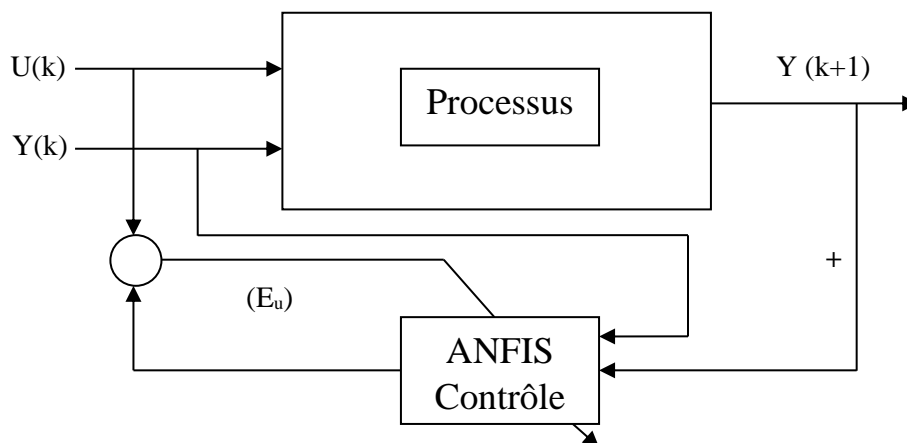 U(k)
Y (k+1)
Processus
Y(k)
+
(Eᵤ)
ANFIS
Contrôle